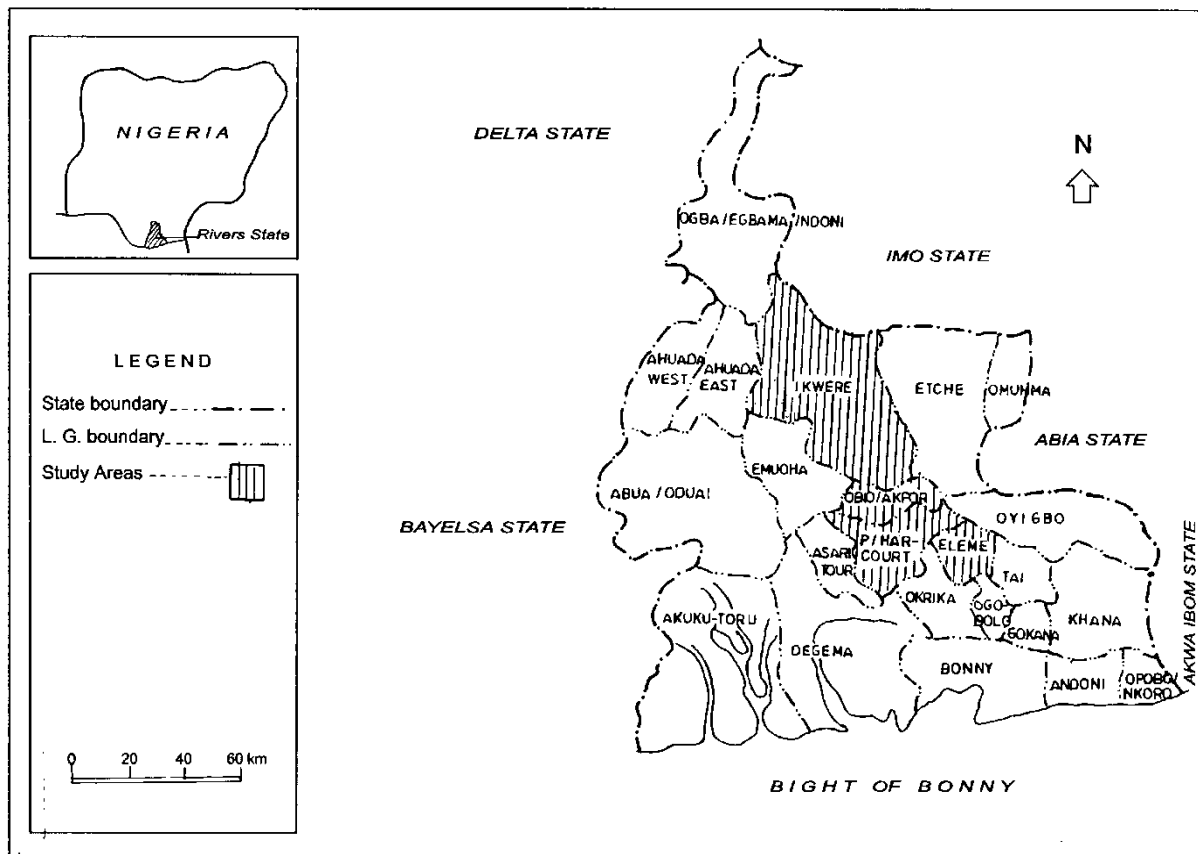 NIGERIA
Rivers State
LEGEND
State boundary
L. G. boundary
Study Areas
0 20 40 60 km
DELTA STATE
N
OGBA/EGBAMA/NDONI
IMO STATE
AHUADA
WEST
AHUADA
EAST
IKWERE
ETCHE
OMUMMA
ABIA STATE
EMUOHA
ABUA/ODUAI
OBIO/AKPOR
OYIGBO
BAYELSA STATE
P/HAR-
COURT
ELEME
ASARI
TOUR
TAI
AKWA IBOM STATE
OKRIKA
OGO-
BOLO
GOKANA
KHANA
AKUKU-TORU
DEGEMA
BONNY
ANDONI
OPOBO/
NKORO
BIGHT OF BONNY